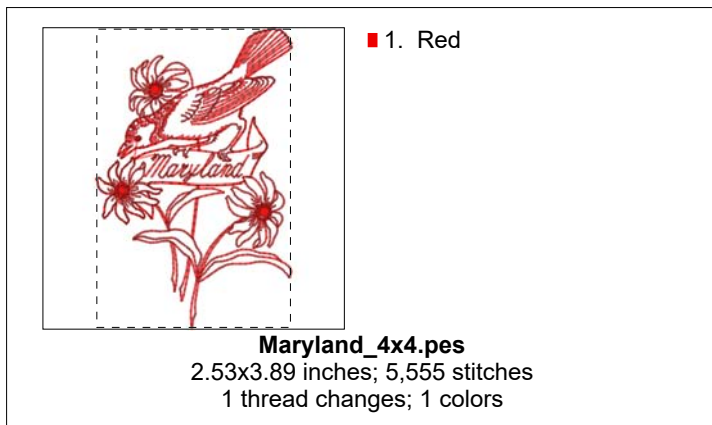 1. Red
"Maryland"
Maryland_4x4.pes
2.53x3.89 inches; 5,555 stitches
1 thread changes; 1 colors